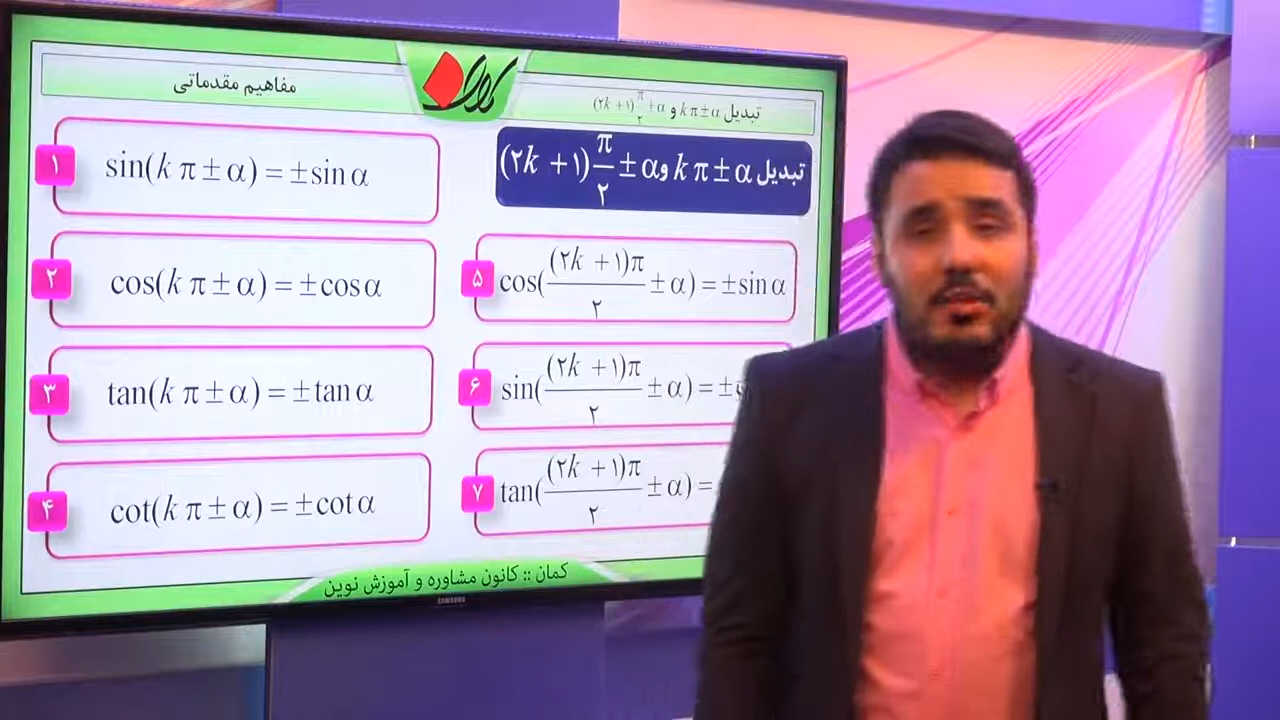 مفاهیم مقدماتی
تبدیل kπ±α و (۲k+۱)π/۲±α
تبدیل kπ±α و (۲k+۱)π/۲±α
۱ sin(kπ±α)=±sinα
۲ cos(kπ±α)=±cosα
۳ tan(kπ±α)=±tanα
۴ cot(kπ±α)=±cotα
۵ cos((۲k+۱)π/۲±α)=±sinα
۶ sin((۲k+۱)π/۲±α)=±
۷ tan((۲k+۱)π/۲±α)=
کمان :: کانون مشاوره و آموزش نوین
SAMSUNG